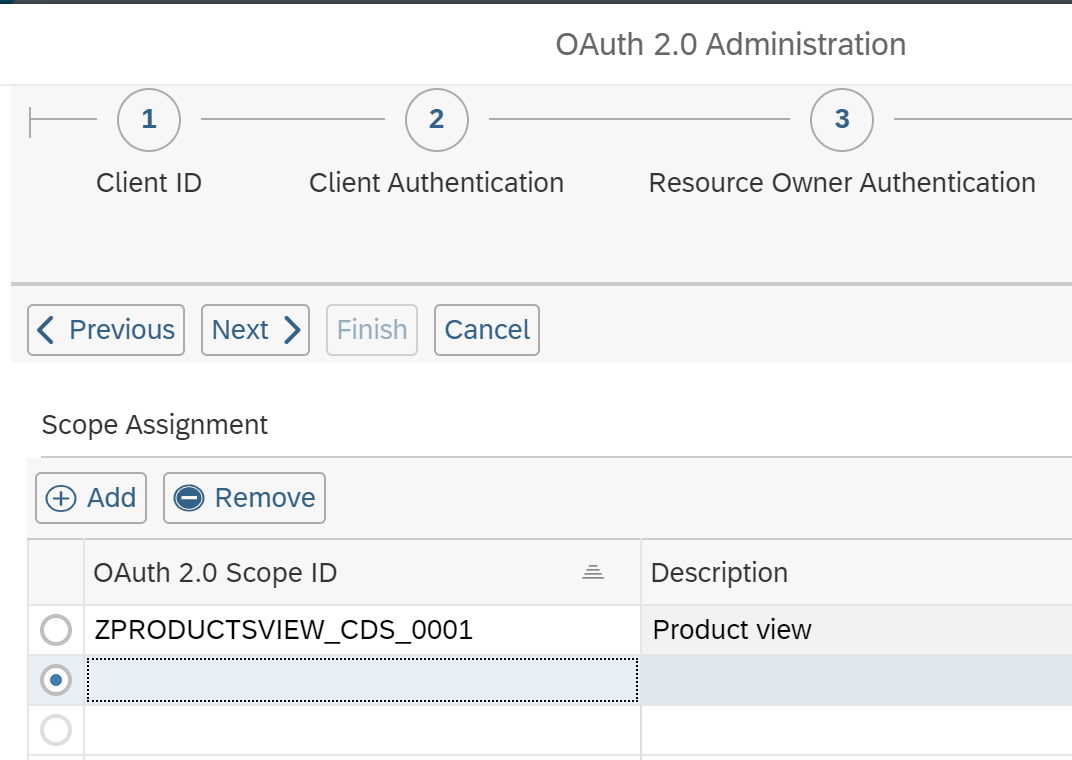 OAuth 2.0 Administration
1 2 3
Client ID Client Authentication Resource Owner Authentication
Previous Next Finish Cancel
Scope Assignment
Add Remove
OAuth 2.0 Scope ID Description
ZPRODUCTSVIEW_CDS_0001 Product view